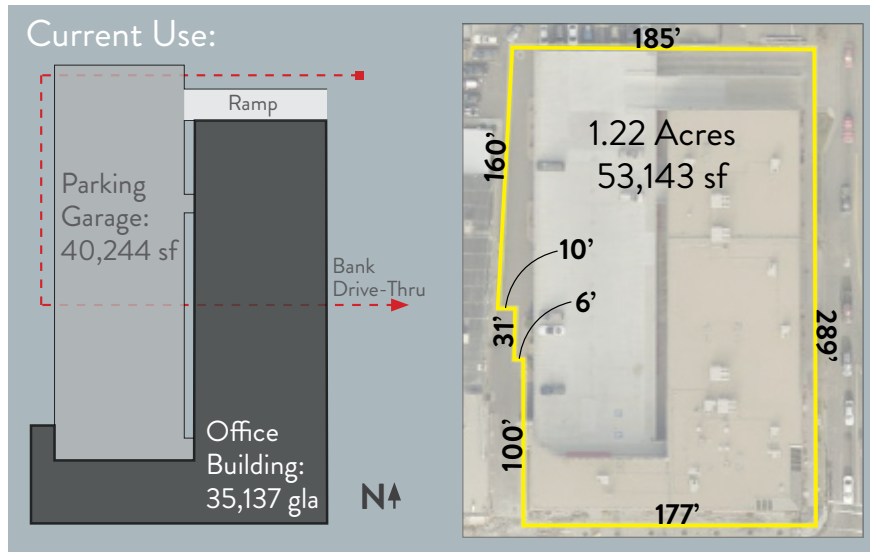 Current Use:
Ramp
Parking
Garage:
40,244 sf
Bank
Drive-Thru
Office
Building:
35,137 gla
N
185'
1.22 Acres
53,143 sf
160'
10'
6'
31'
289'
100'
177'